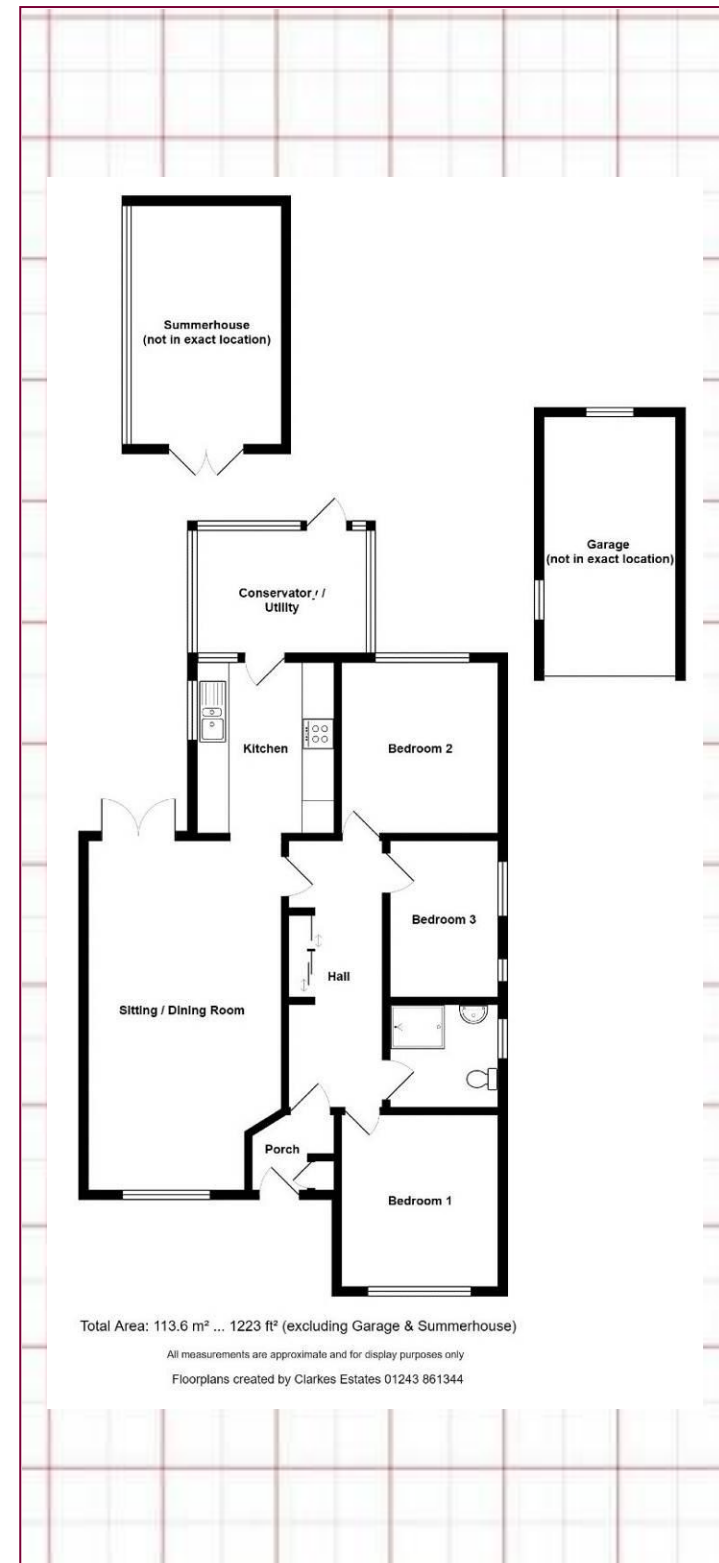 Summerhouse
(not in exact location)
Garage
(not in exact location)
Conservatory /
Utility
Kitchen
Bedroom 2
Bedroom 3
Hall
Sitting / Dining Room
Porch
Bedroom 1
Total Area: 113.6 m² ... 1223 ft² (excluding Garage & Summerhouse)
All measurements are approximate and for display purposes only
Floorplans created by Clarkes Estates 01243 861344